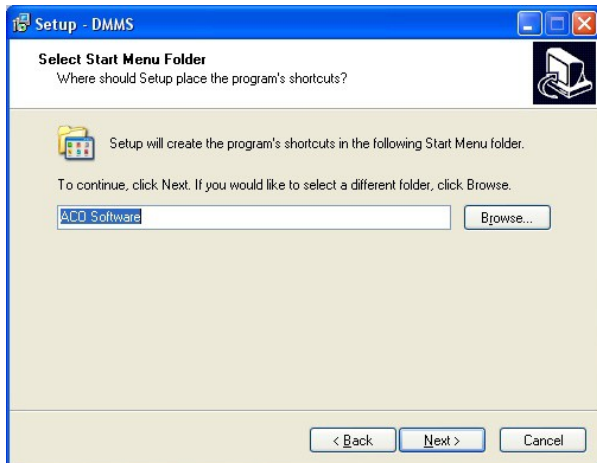 Setup - DMMS
Select Start Menu Folder
Where should Setup place the program's shortcuts?
Setup will create the program's shortcuts in the following Start Menu folder.
To continue, click Next. If you would like to select a different folder, click Browse.
ACO Software
Browse...
< Back
Next >
Cancel